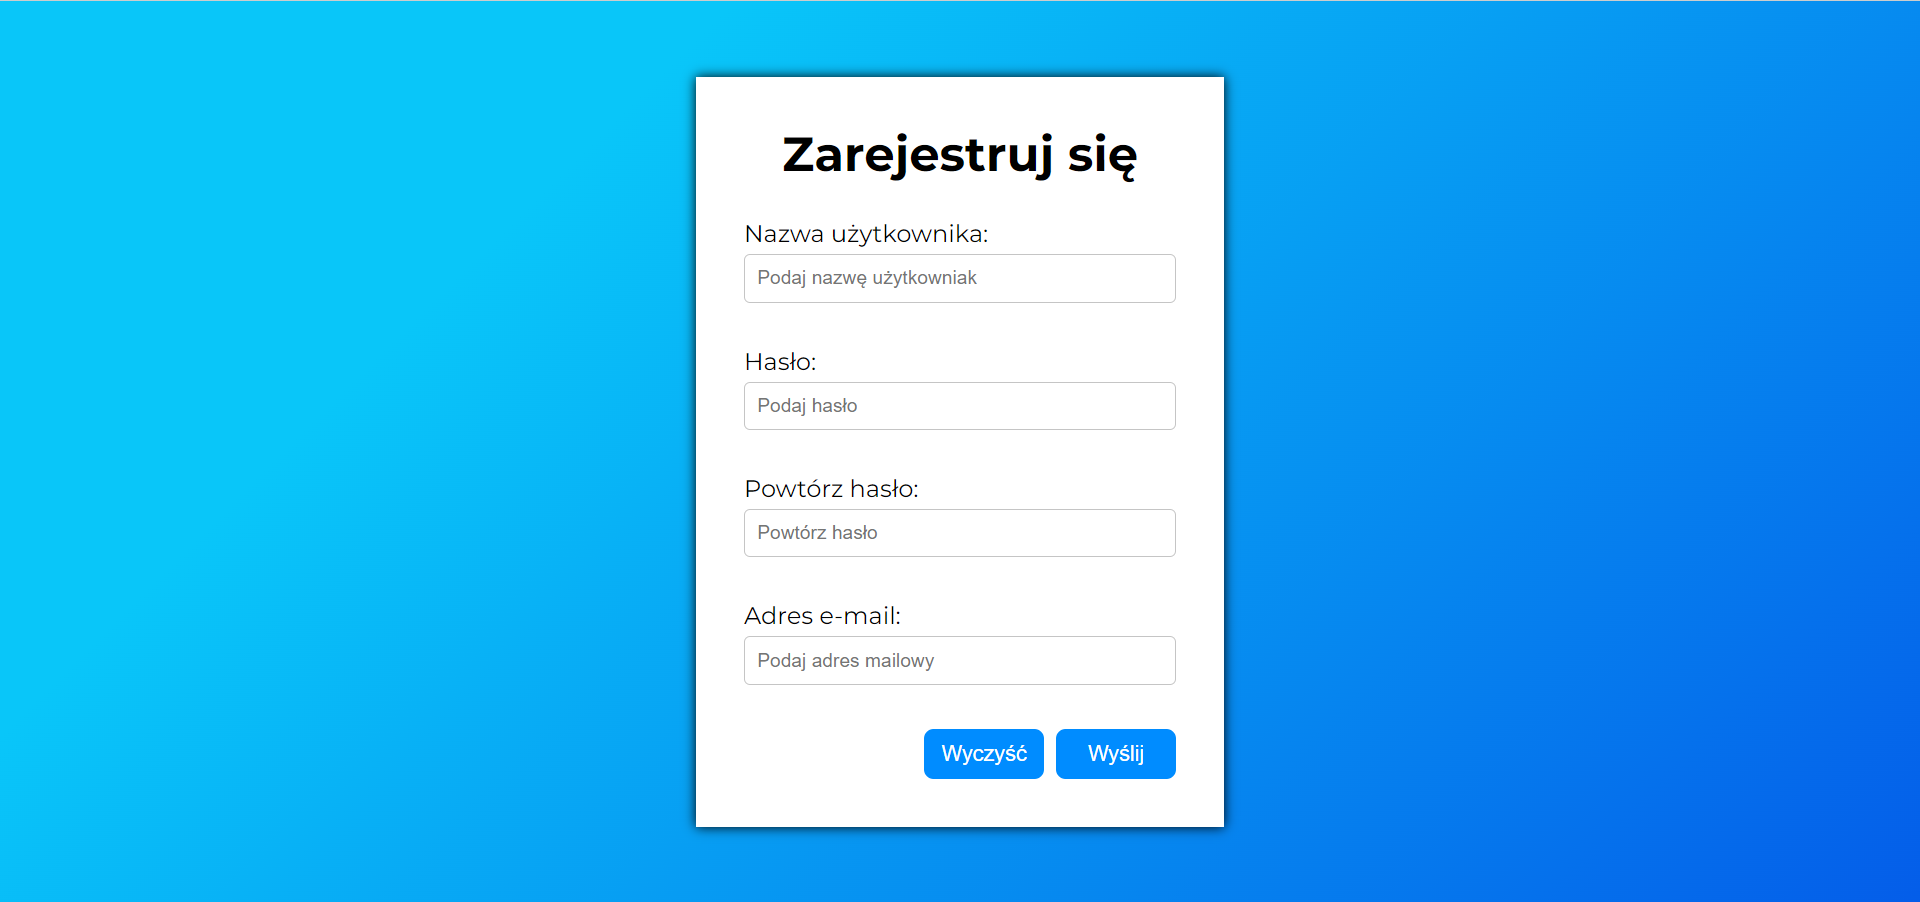 Zarejestruj się
Nazwa użytkownika:
Podaj nazwę użytkowniak
Hasło:
Podaj hasło
Powtórz hasło:
Powtórz hasło
Adres e-mail:
Podaj adres mailowy
Wyczyść Wyślij